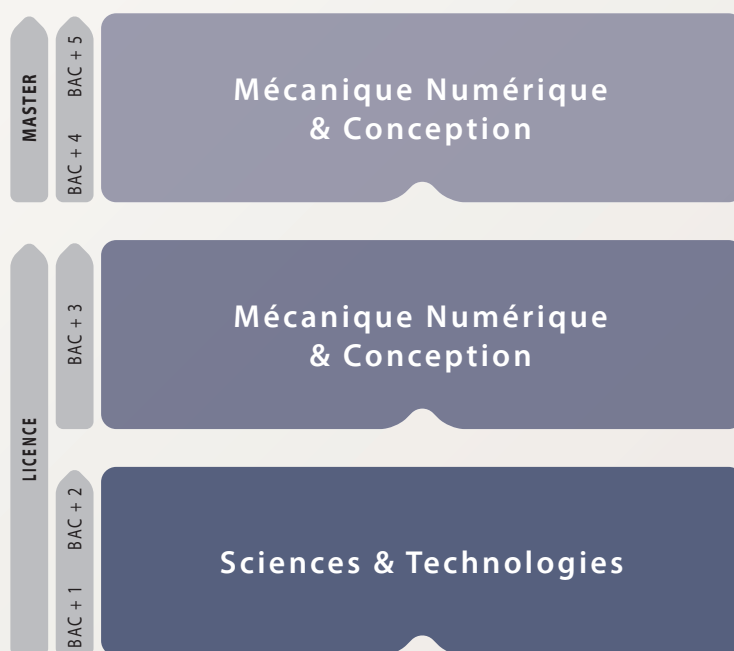 MASTER
BAC + 4 BAC + 5
Mécanique Numérique
& Conception
LICENCE
BAC + 3
Mécanique Numérique
& Conception
BAC + 1 BAC + 2
Sciences & Technologies